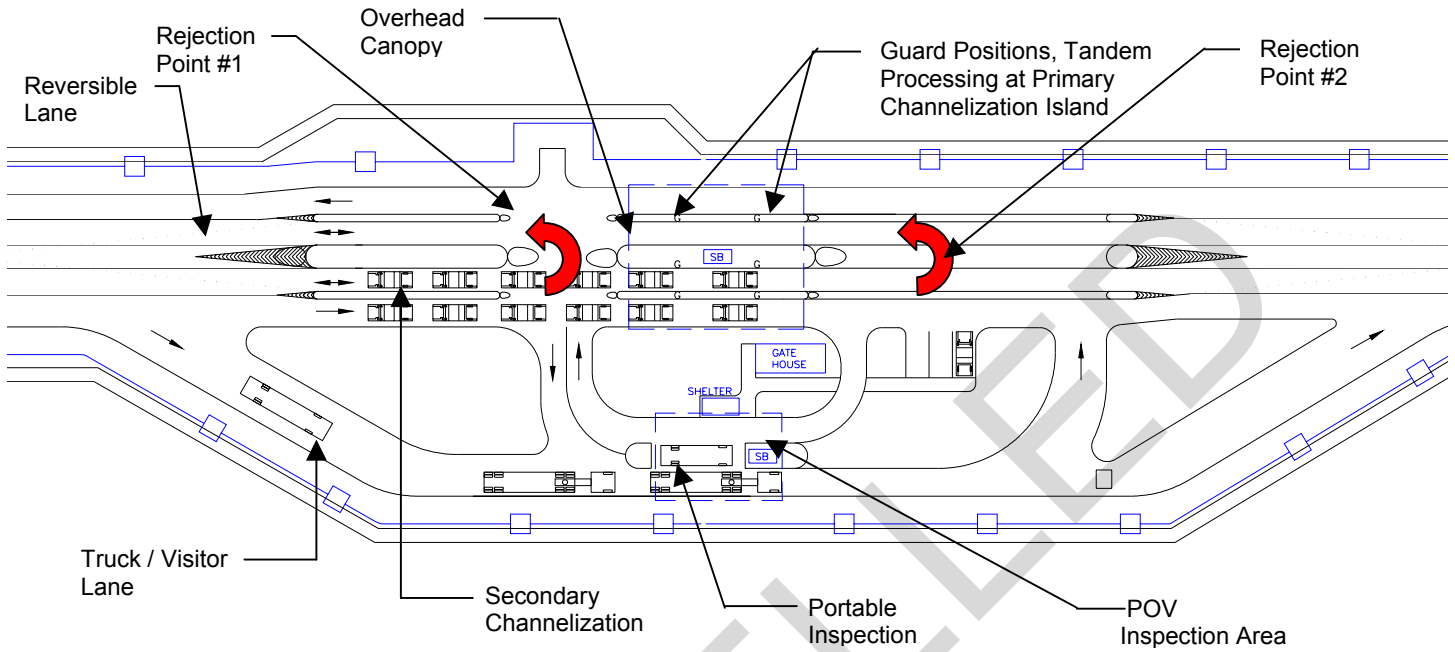 Overhead
Canopy
Rejection
Point #1
Guard Positions, Tandem
Processing at Primary
Channelization Island
Rejection
Point #2
Reversible
Lane
G
G
SB
G
G
G
G
GATE
HOUSE
SHELTER
SB
Truck / Visitor
Lane
Secondary
Channelization
Portable
Inspection
POV
Inspection Area
ELLED